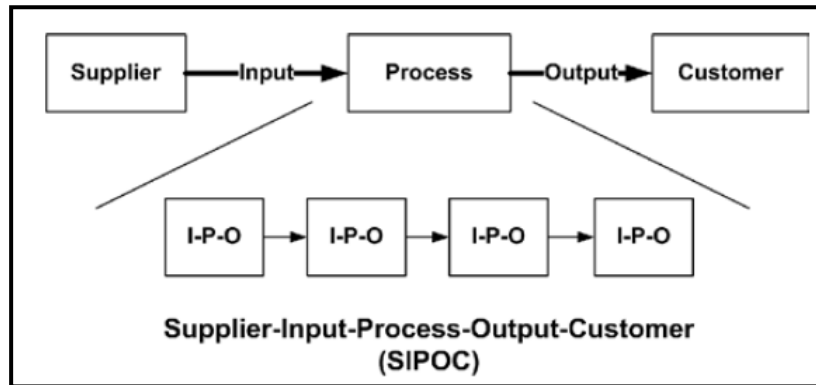 Supplier Input Process Output Customer
I-P-O I-P-O I-P-O I-P-O
Supplier-Input-Process-Output-Customer
(SIPOC)